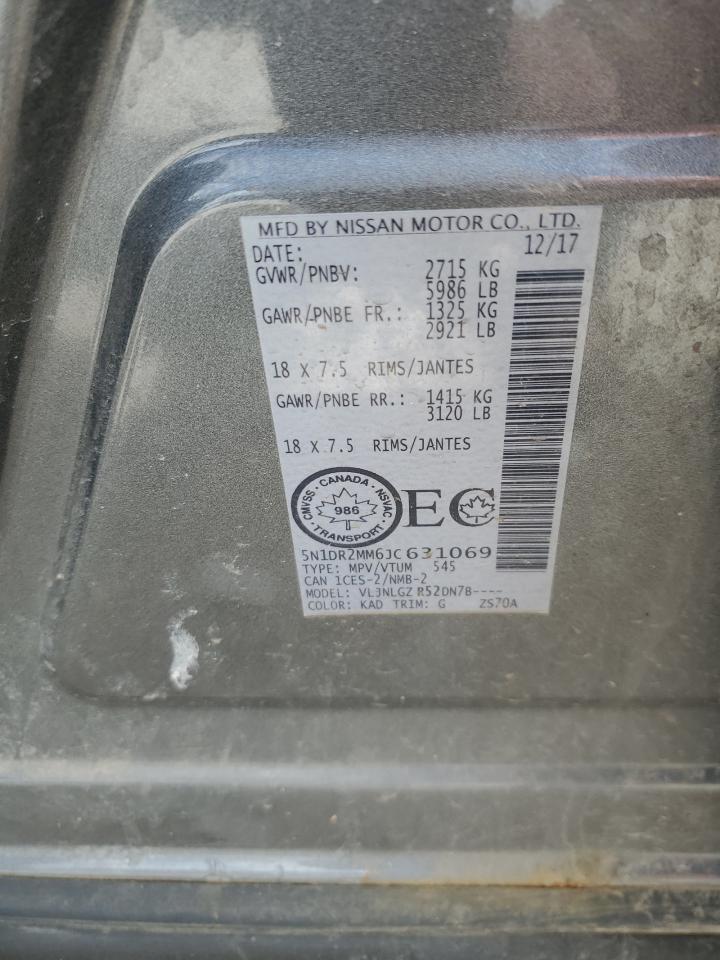 MFD BY NISSAN MOTOR CO., LTD.
DATE: 12/17
GVWR/PNBV: 2715 KG
5986 LB
GAWR/PNBE FR.: 1325 KG
2921 LB
18 X 7.5 RIMS/JANTES
GAWR/PNBE RR.: 1415 KG
3120 LB
18 X 7.5 RIMS/JANTES
CMVSS · CANADA · NSVAC · TRANSPORT ·
986
EC
5N1DR2MM6JC631069
TYPE: MPV/VTUM 545
CAN ICES-2/NMB-2
MODEL: VLJNLGZ R52DN7B----
COLOR: KAD TRIM: G ZS70A